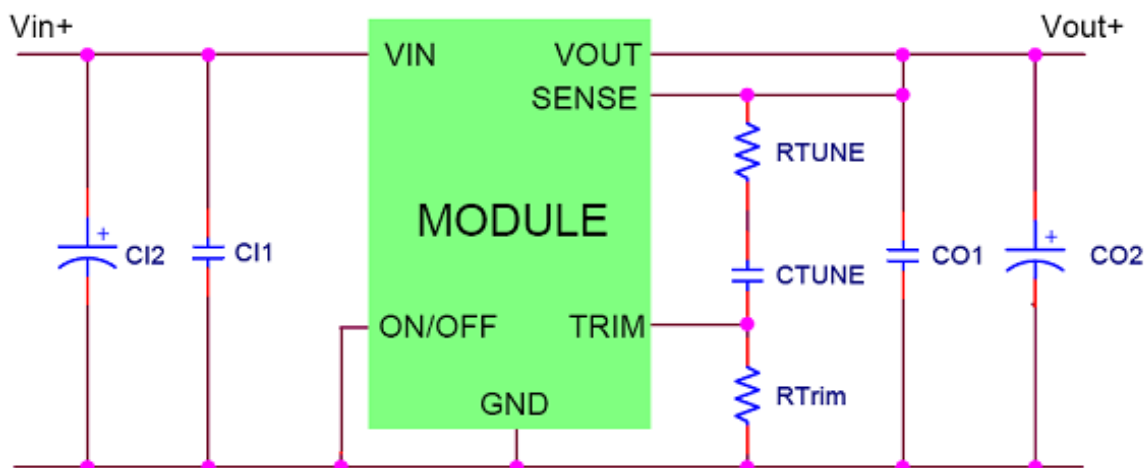 Vin+
Vout+
VIN
VOUT
SENSE
RTUNE
MODULE
+
CI2
CI1
CTUNE
CO1
+
CO2
ON/OFF
TRIM
RTrim
GND